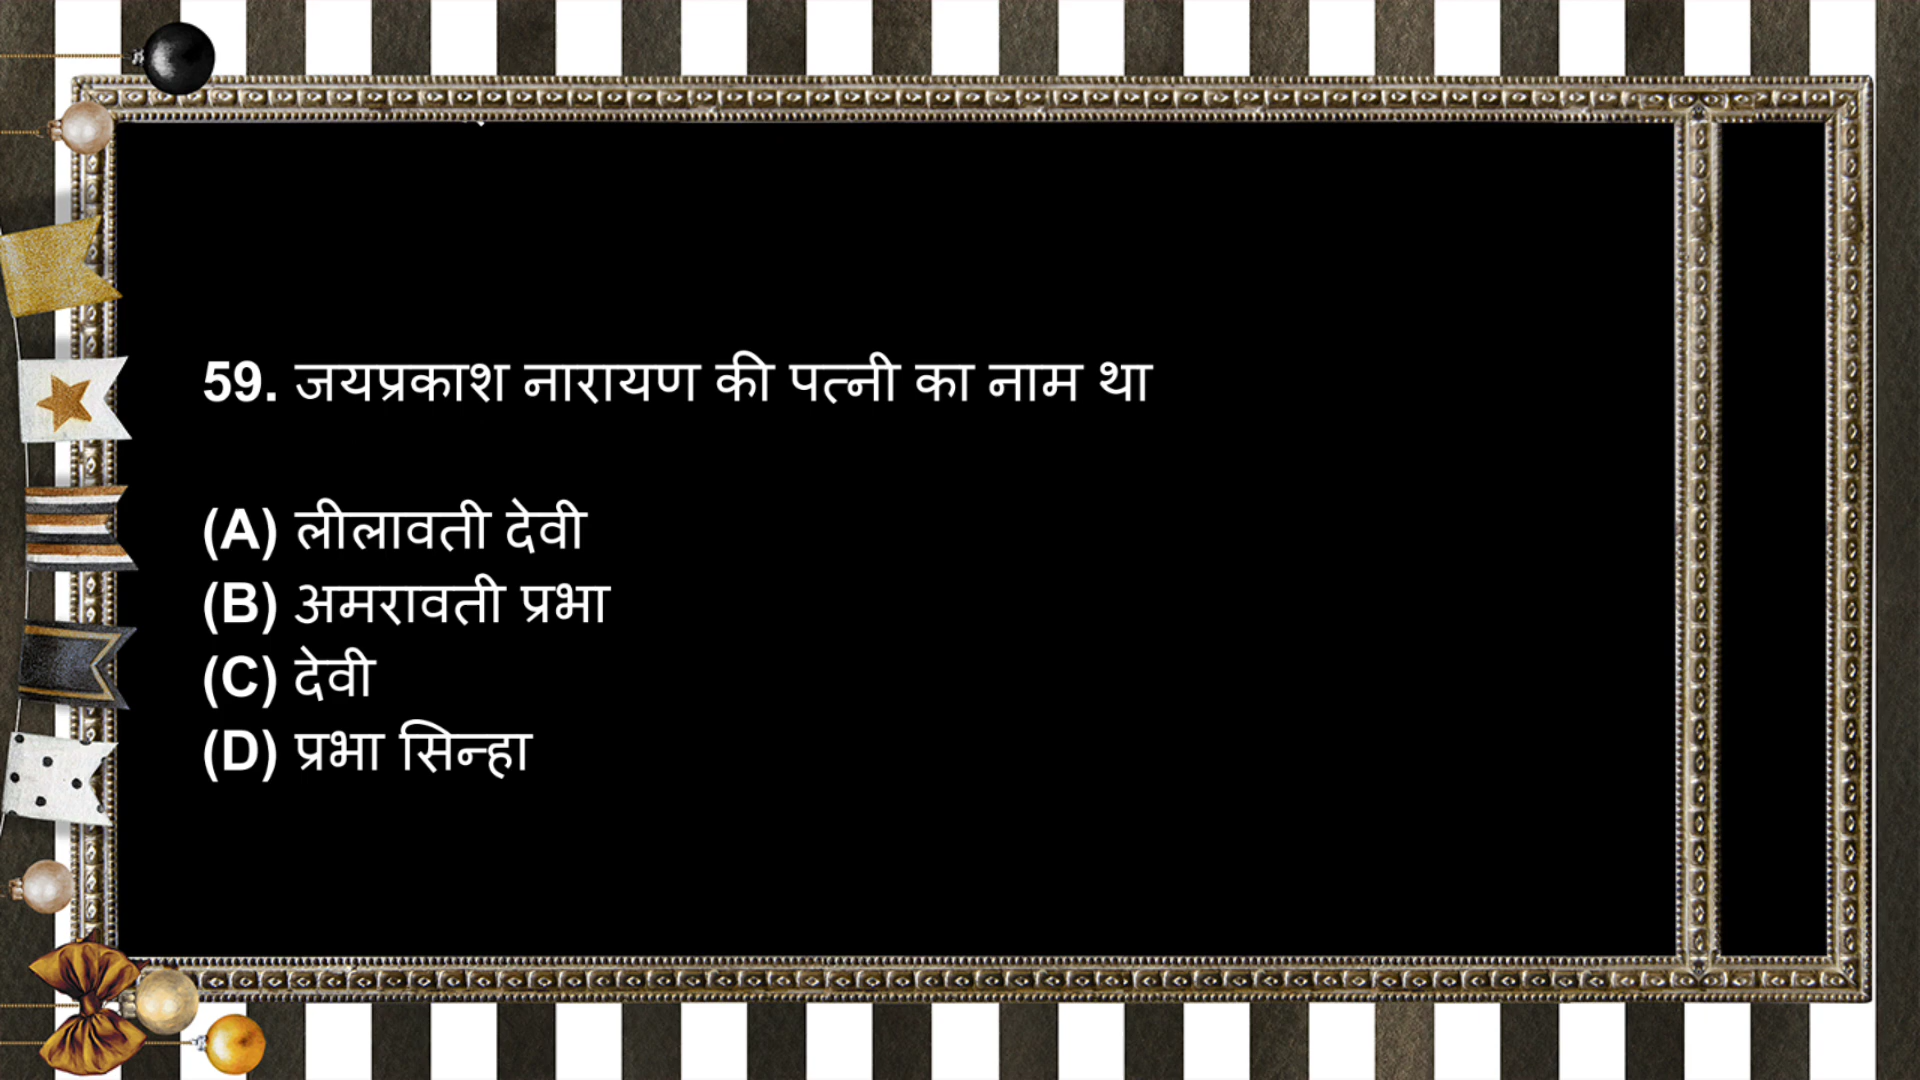 59. जयप्रकाश नारायण की पत्नी का नाम था
(A) लीलावती देवी
(B) अमरावती प्रभा
(C) देवी
(D) प्रभा सिन्हा